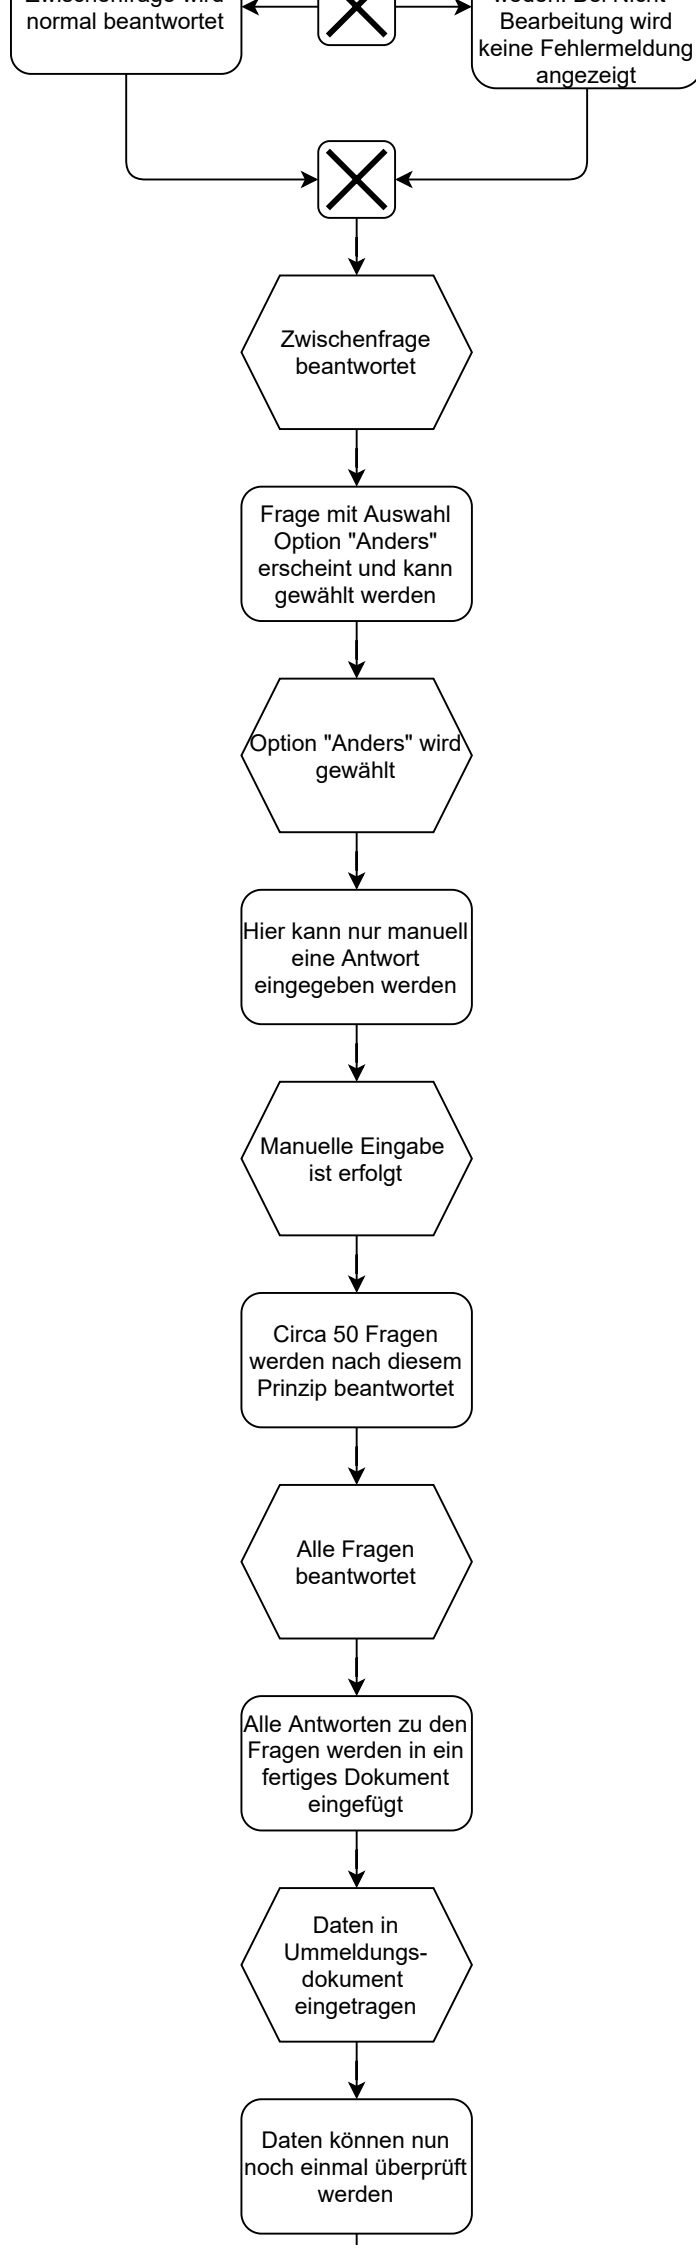 Zwischenfrage wird
normal beantwortet
Bei Nicht-
Bearbeitung wird
keine Fehlermeldung
angezeigt
Zwischenfrage
beantwortet
Frage mit Auswahl
Option "Anders"
erscheint und kann
gewählt werden
Option "Anders" wird
gewählt
Hier kann nur manuell
eine Antwort
eingegeben werden
Manuelle Eingabe
ist erfolgt
Circa 50 Fragen
werden nach diesem
Prinzip beantwortet
Alle Fragen
beantwortet
Alle Antworten zu den
Fragen werden in ein
fertiges Dokument
eingefügt
Daten in
Ummeldungs-
dokument
eingetragen
Daten können nun
noch einmal überprüft
werden